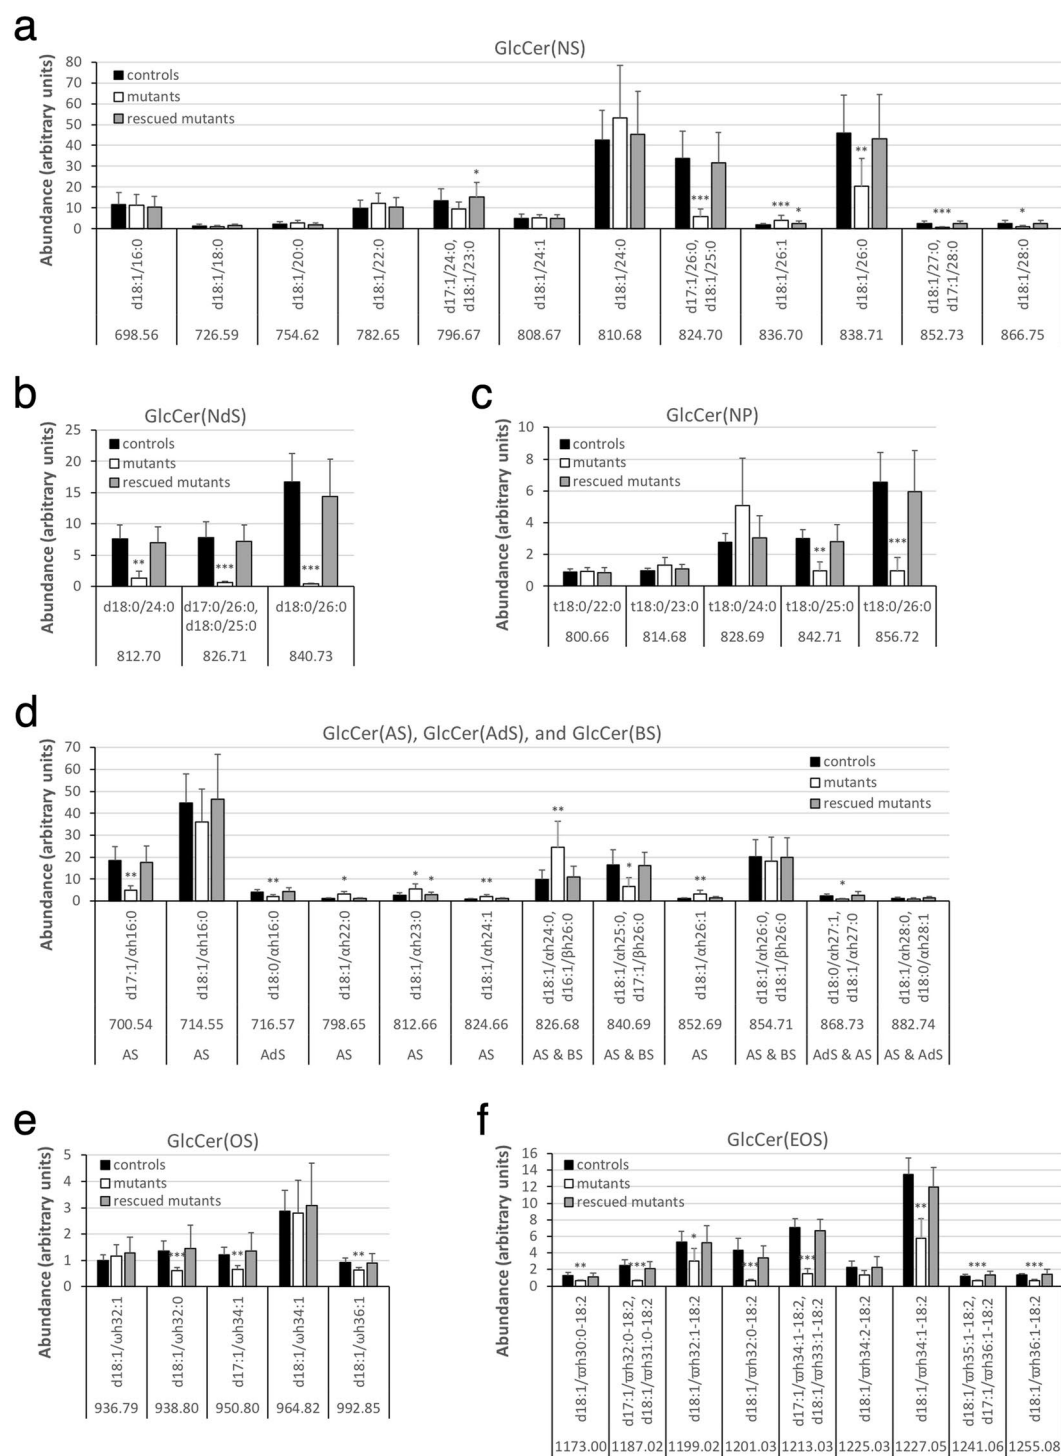 a
GlcCer(NS)
Abundance (arbitrary units)
80
70
60
50
40
30
20
10
0
controls
mutants
rescued mutants
*
***
***
*
**
***
*
d18:1/16:0
d18:1/18:0
d18:1/20:0
d18:1/22:0
d17:1/24:0,
d18:1/23:0
d18:1/24:1
d18:1/24:0
d17:1/26:0,
d18:1/25:0
d18:1/26:1
d18:1/26:0
d18:1/27:0,
d17:1/28:0
d18:1/28:0
698.56 726.59 754.62 782.65 796.67 808.67 810.68 824.70 836.70 838.71 852.73 866.75
b
GlcCer(NdS)
Abundance (arbitrary units)
25
20
15
10
5
0
controls
mutants
rescued mutants
**
***
***
d18:0/24:0
d17:0/26:0,
d18:0/25:0
d18:0/26:0
812.70 826.71 840.73
c
GlcCer(NP)
Abundance (arbitrary units)
10
8
6
4
2
0
controls
mutants
rescued mutants
**
***
t18:0/22:0 t18:0/23:0 t18:0/24:0 t18:0/25:0 t18:0/26:0
800.66 814.68 828.69 842.71 856.72
d
GlcCer(AS), GlcCer(AdS), and GlcCer(BS)
Abundance (arbitrary units)
70
60
50
40
30
20
10
0
controls
mutants
rescued mutants
**
**
*
*
*
**
**
*
**
*
d17:1/αh16:0
d18:1/αh16:0
d18:0/αh16:0
d18:1/αh22:0
d18:1/αh23:0
d18:1/αh24:1
d18:1/αh24:0,
d16:1/βh26:0
d18:1/αh25:0,
d17:1/βh26:0
d18:1/αh26:1
d18:1/αh26:0,
d18:1/βh26:0
d18:0/αh27:1,
d18:1/αh27:0
d18:1/αh28:0,
d18:0/αh28:1
700.54 714.55 716.57 798.65 812.66 824.66 826.68 840.69 852.69 854.71 868.73 882.74
AS AS AdS AS AS AS AS & BS AS & BS AS AS & BS AdS & AS AS & AdS
e
GlcCer(OS)
Abundance (arbitrary units)
5
4
3
2
1
0
controls
mutants
rescued mutants
***
**
**
d18:1/ωh32:1
d18:1/ωh32:0
d17:1/ωh34:1
d18:1/ωh34:1
d18:1/ωh36:1
936.79 938.80 950.80 964.82 992.85
f
GlcCer(EOS)
Abundance (arbitrary units)
16
14
12
10
8
6
4
2
0
controls
mutants
rescued mutants
**
***
*
***
***
**
***
***
d18:1/ϖh30:0-18:2
d17:1/ϖh32:0-18:2,
d18:1/ϖh31:0-18:2
d18:1/ϖh32:1-18:2
d18:1/ϖh32:0-18:2
d17:1/ϖh34:1-18:2,
d18:1/ϖh33:1-18:2
d18:1/ϖh34:2-18:2
d18:1/ϖh34:1-18:2
d18:1/ϖh35:1-18:2,
d17:1/ϖh36:1-18:2
d18:1/ϖh36:1-18:2
1173.00 1187.02 1199.02 1201.03 1213.03 1225.03 1227.05 1241.06 1255.08